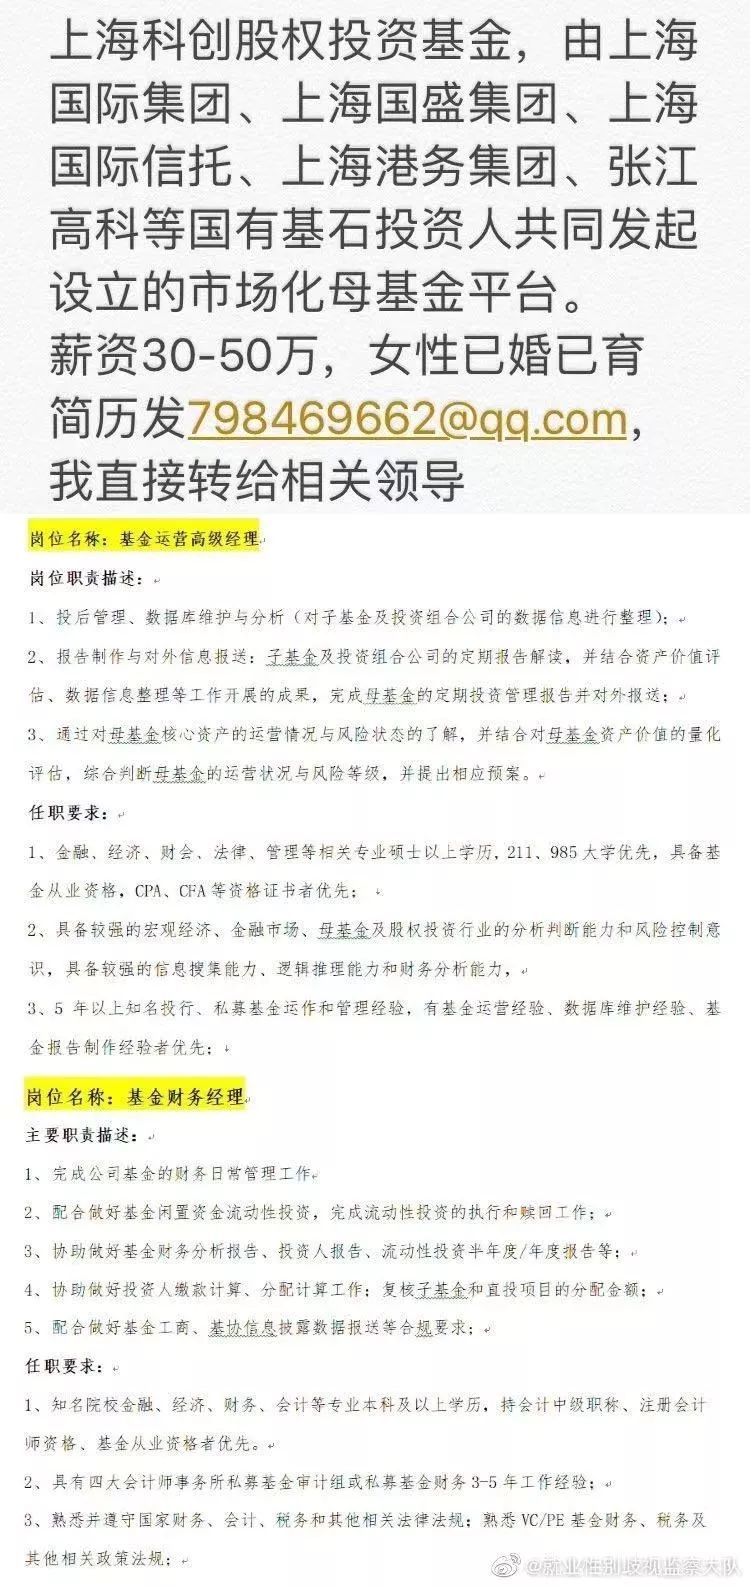 上海科创股权投资基金，由上海
国际集团、上海国盛集团、上海
国际信托、上海港务集团、张江
高科等国有基石投资人共同发起
设立的市场化母基金平台。
薪资30-50万，女性已婚已育
简历发798469662@qq.com，
我直接转给相关领导
岗位名称：基金运营高级经理
岗位职责描述：
1、投后管理、数据库维护与分析（对子基金及投资组合公司的数据信息进行整理）；
2、报告制作与对外信息报送：子基金及投资组合公司的定期报告解读，并结合资产价值评
估、数据信息整理等工作开展的成果，完成母基金的定期投资管理报告并对外报送；
3、通过对母基金核心资产的运营情况与风险状态的了解，并结合对母基金资产价值的量化
评估，综合判断母基金的运营状况与风险等级，并提出相应预案。
任职要求：
1、金融、经济、财会、法律、管理等相关专业硕士以上学历，211、985大学优先，具备基
金从业资格，CPA、CFA等资格证书者优先；
2、具备较强的宏观经济、金融市场、母基金及股权投资行业的分析判断能力和风险控制意
识，具备较强的信息搜集能力、逻辑推理能力和财务分析能力，
3、5 年以上知名投行、私募基金运作和管理经验，有基金运营经验、数据库维护经验、基
金报告制作经验者优先；
岗位名称：基金财务经理
主要职责描述：
1、完成公司基金的财务日常管理工作
2、配合做好基金闲置资金流动性投资，完成流动性投资的执行和赎回工作；
3、协助做好基金财务分析报告、投资人报告、流动性投资半年度/年度报告等；
4、协助做好投资人缴款计算、分配计算工作；复核子基金和直投项目的分配金额；
5、配合做好基金工商、基协信息披露数据报送等合规要求；
任职要求：
1、知名院校金融、经济、财务、会计等专业本科及以上学历，持会计中级职称、注册会计
师资格、基金从业资格者优先。
2、具有四大会计师事务所私募基金审计组或私募基金财务3-5年工作经验；
3、熟悉并遵守国家财务、会计、税务和其他相关法律法规；熟悉VC/PE基金财务、税务及
其他相关政策法规；
@就业性别歧视监察大队